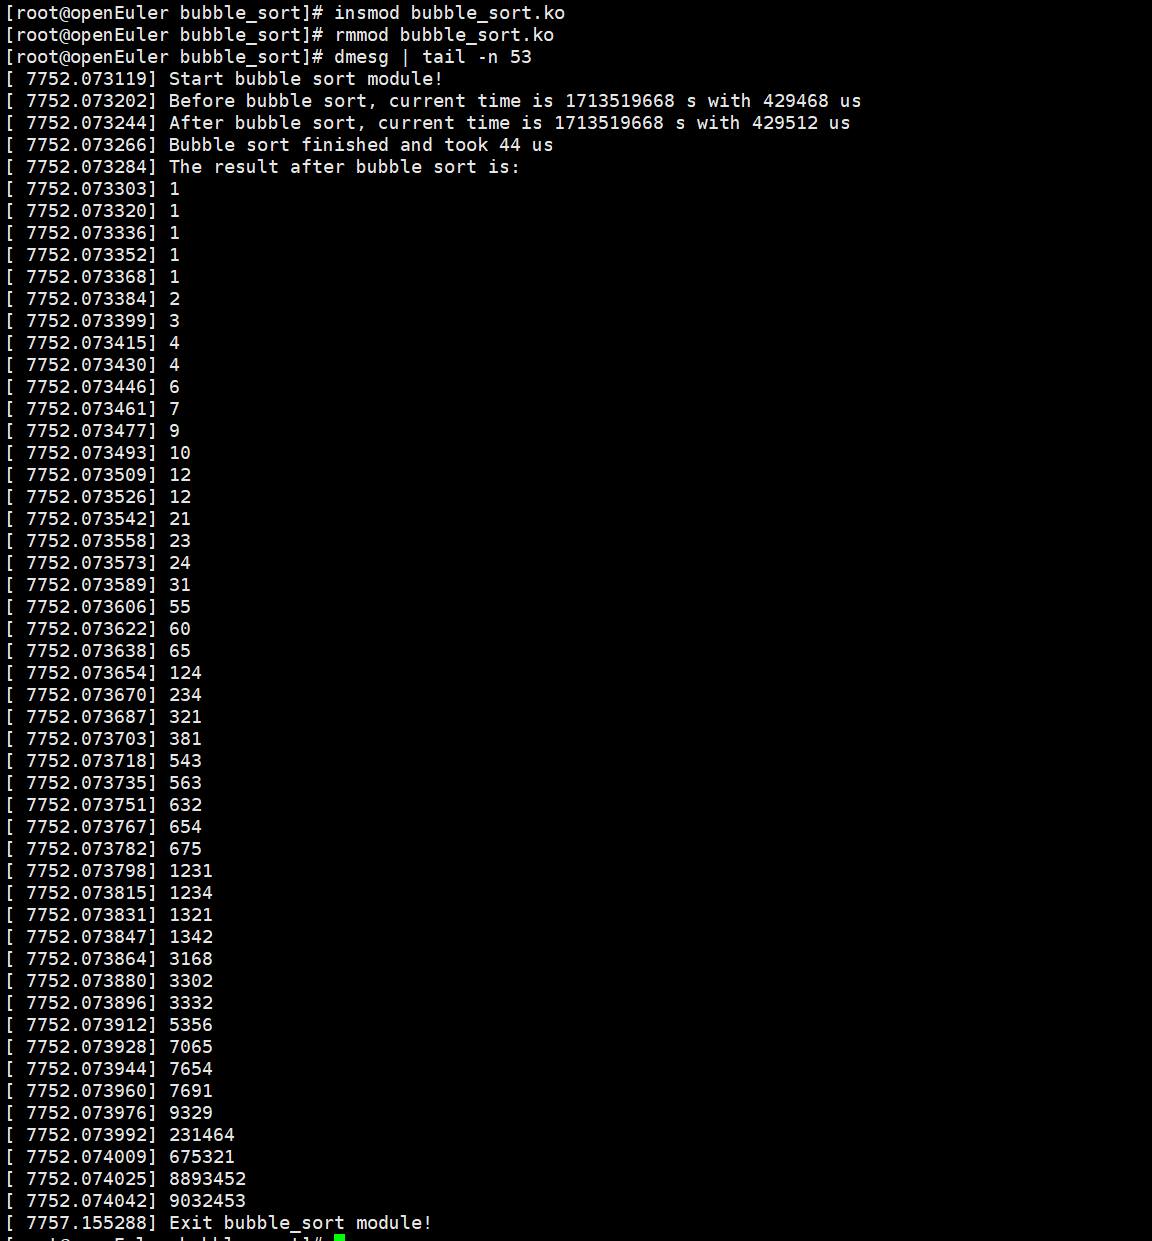 [root@openEuler bubble_sort]# insmod bubble_sort.ko
[root@openEuler bubble_sort]# rmmod bubble_sort.ko
[root@openEuler bubble_sort]# dmesg | tail -n 53
[ 7752.073119] Start bubble sort module!
[ 7752.073202] Before bubble sort, current time is 1713519668 s with 429468 us
[ 7752.073244] After bubble sort, current time is 1713519668 s with 429512 us
[ 7752.073266] Bubble sort finished and took 44 us
[ 7752.073284] The result after bubble sort is:
[ 7752.073303] 1
[ 7752.073320] 1
[ 7752.073336] 1
[ 7752.073352] 1
[ 7752.073368] 1
[ 7752.073384] 2
[ 7752.073399] 3
[ 7752.073415] 4
[ 7752.073430] 4
[ 7752.073446] 6
[ 7752.073461] 7
[ 7752.073477] 9
[ 7752.073493] 10
[ 7752.073509] 12
[ 7752.073526] 12
[ 7752.073542] 21
[ 7752.073558] 23
[ 7752.073573] 24
[ 7752.073589] 31
[ 7752.073606] 55
[ 7752.073622] 60
[ 7752.073638] 65
[ 7752.073654] 124
[ 7752.073670] 234
[ 7752.073687] 321
[ 7752.073703] 381
[ 7752.073718] 543
[ 7752.073735] 563
[ 7752.073751] 632
[ 7752.073767] 654
[ 7752.073782] 675
[ 7752.073798] 1231
[ 7752.073815] 1234
[ 7752.073831] 1321
[ 7752.073847] 1342
[ 7752.073864] 3168
[ 7752.073880] 3302
[ 7752.073896] 3332
[ 7752.073912] 5356
[ 7752.073928] 7065
[ 7752.073944] 7654
[ 7752.073960] 7691
[ 7752.073976] 9329
[ 7752.073992] 231464
[ 7752.074009] 675321
[ 7752.074025] 8893452
[ 7752.074042] 9032453
[ 7757.155288] Exit bubble_sort module!